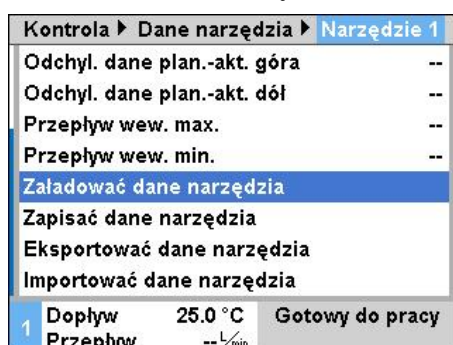 Kontrola ▶ Dane narzędzia ▶ Narzędzie 1
Odchyl. dane plan.-akt. góra --
Odchyl. dane plan.-akt. dół --
Przepływ wew. max. --
Przepływ wew. min. --
Załadować dane narzędzia
Zapisać dane narzędzia
Eksportować dane narzędzia
Importować dane narzędzia
1 Dopływ 25.0 °C Gotowy do pracy
Przepływ -- L/min